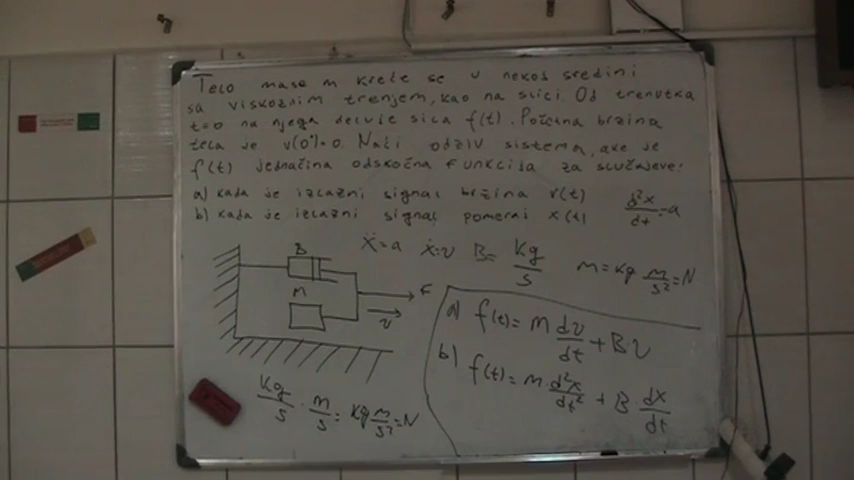 Telo mase m kreće se u nekoj sredini
sa viskoznim trenjem, kao na slici. Od trenutka
t=0 na njega deluje sila f(t). Početna brzina
tela je v(0⁺)=0. Naći odziv sistema, ako je
f(t) jedinačna odskočna funkcija za slučajeve:
a) kada je izlazni signal brzina v(t)
b) kada je izlazni signal pomeraj x(t)
d²x/dt=a
ẍ=a ẋ=v B= kg/s m=kg m/s²=N
B
M
F
v
a) f(t)= m dv/dt + Bv
b) f(t)= m d²x/dt² + B dx/dt
kg/s · m/s = kg m/s² = N